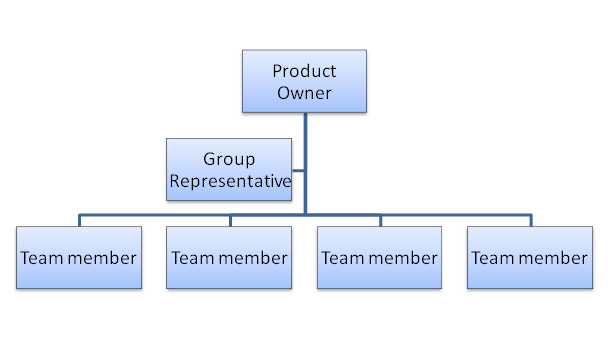 Product
Owner
Group
Representative
Team member
Team member
Team member
Team member